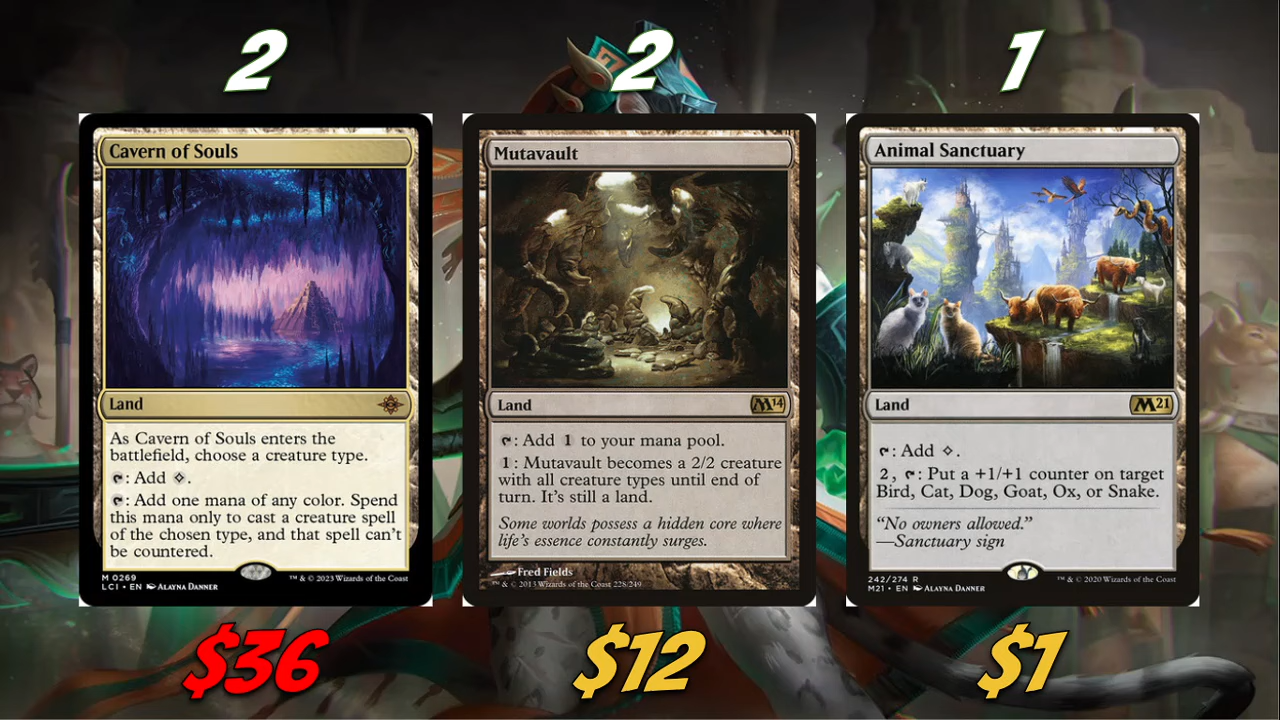 2
2
1
Cavern of Souls
Land
As Cavern of Souls enters the
battlefield, choose a creature type.
: Add .
: Add one mana of any color. Spend
this mana only to cast a creature spell
of the chosen type, and that spell can't
be countered.
M 0269
LCI • EN ALAYNA DANNER
™ & © 2023 Wizards of the Coast
Mutavault
Land
M14
: Add 1 to your mana pool.
1: Mutavault becomes a 2/2 creature
with all creature types until end of
turn. It's still a land.
Some worlds possess a hidden core where
life's essence constantly surges.
Fred Fields
™ & © 2013 Wizards of the Coast 228/249
Animal Sanctuary
Land
M21
: Add .
2, : Put a +1/+1 counter on target
Bird, Cat, Dog, Goat, Ox, or Snake.
“No owners allowed.”
—Sanctuary sign
242/274 R
M21 • EN ALAYNA DANNER
™ & © 2020 Wizards of the Coast
$36
$12
$1